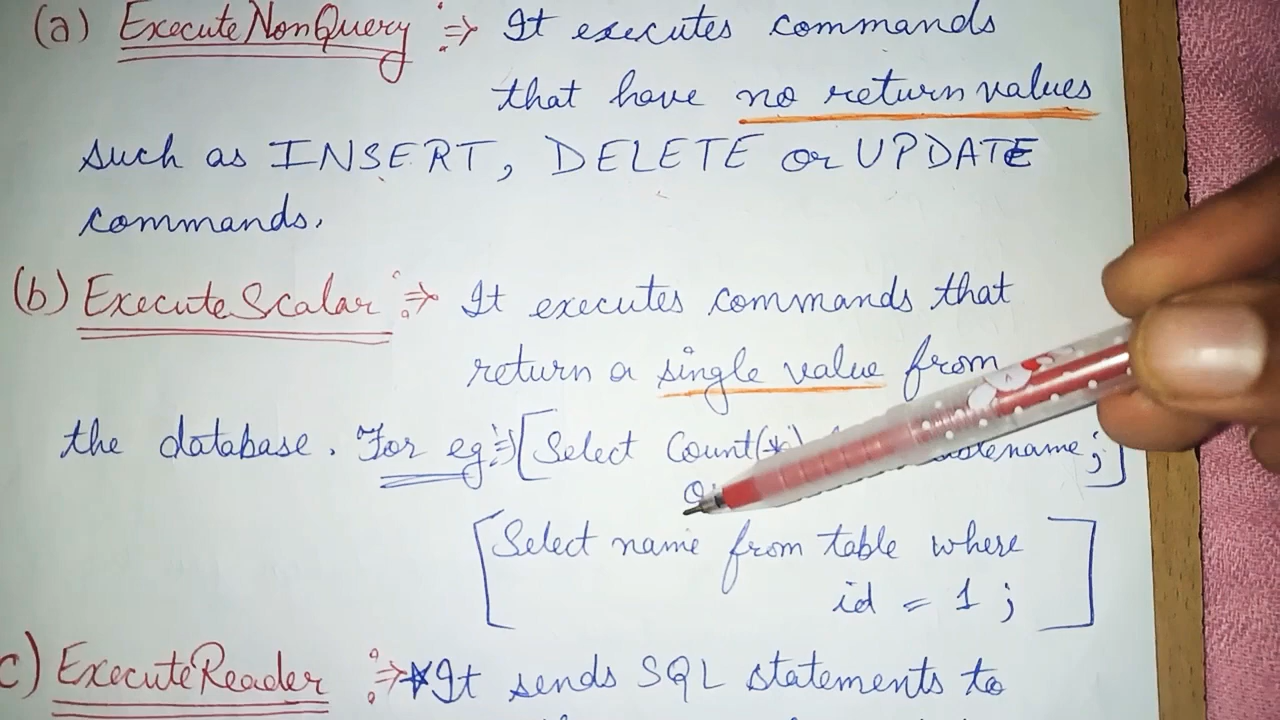 (a) ExecuteNonQuery :⇒ It executes commands
that have no return values
such as INSERT, DELETE or UPDATE
commands.
(b) ExecuteScalar :⇒ It executes commands that
return a single value from
the database. For eg:⇒ [Select Count(*) ;]
[Select name from table where
id = 1 ;]
c) ExecuteReader :⇒ *It sends SQL statements to